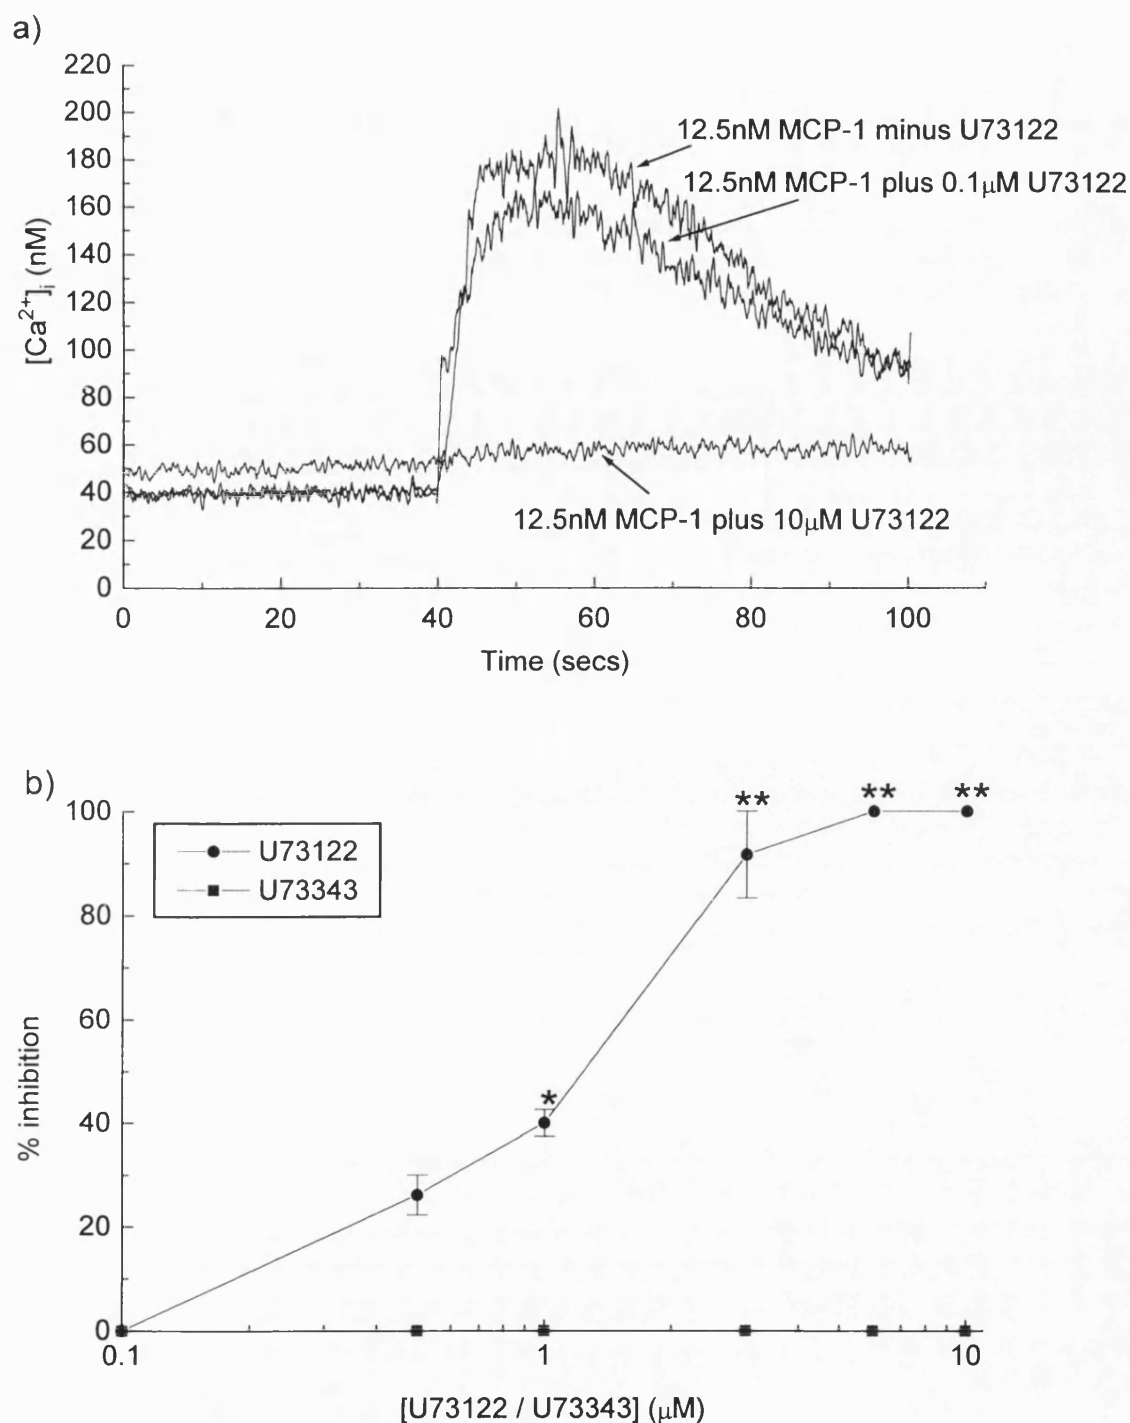 a)
220
200
180
160
140
120
100
80
60
40
20
0
[Ca²⁺]ᵢ (nM)
12.5nM MCP-1 minus U73122
12.5nM MCP-1 plus 0.1μM U73122
12.5nM MCP-1 plus 10μM U73122
0 20 40 60 80 100
Time (secs)
b)
100
80
60
40
20
0
% inhibition
U73122
U73343
*
** ** **
0.1 1 10
[U73122 / U73343] (μM)